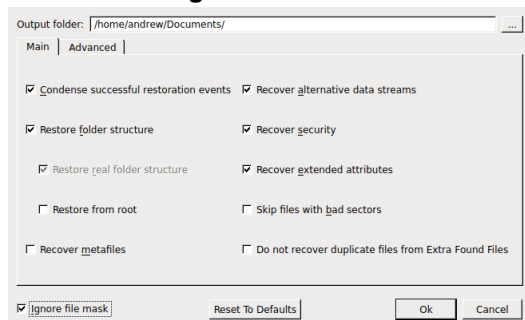 Output folder: /home/andrew/Documents/ ...
Main Advanced
Condense successful restoration events Recover alternative data streams
Restore folder structure Recover security
Restore real folder structure Recover extended attributes
Restore from root Skip files with bad sectors
Recover metafiles Do not recover duplicate files from Extra Found Files
Ignore file mask Reset To Defaults Ok Cancel